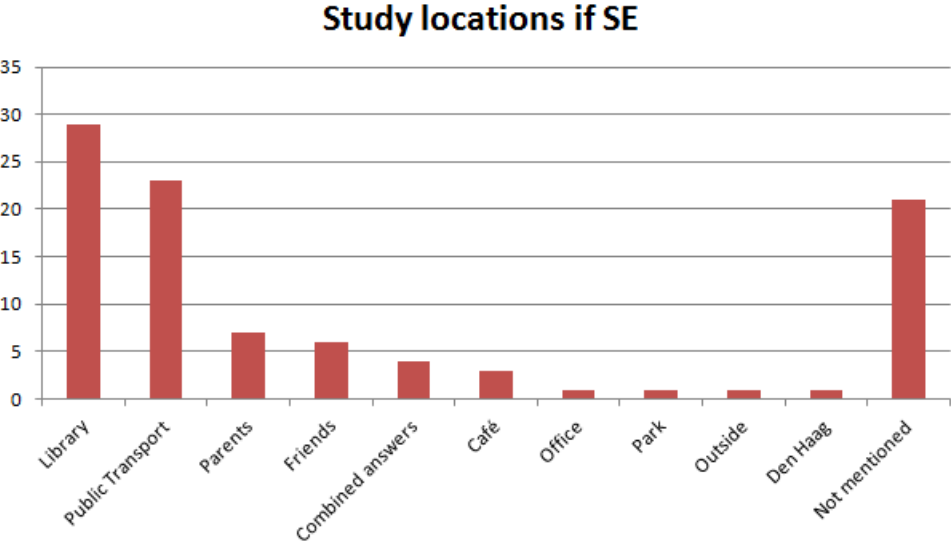 Study locations if SE
35
30
25
20
15
10
5
0
Library
Public Transport
Parents
Friends
Combined answers
Café
Office
Park
Outside
Den Haag
Not mentioned